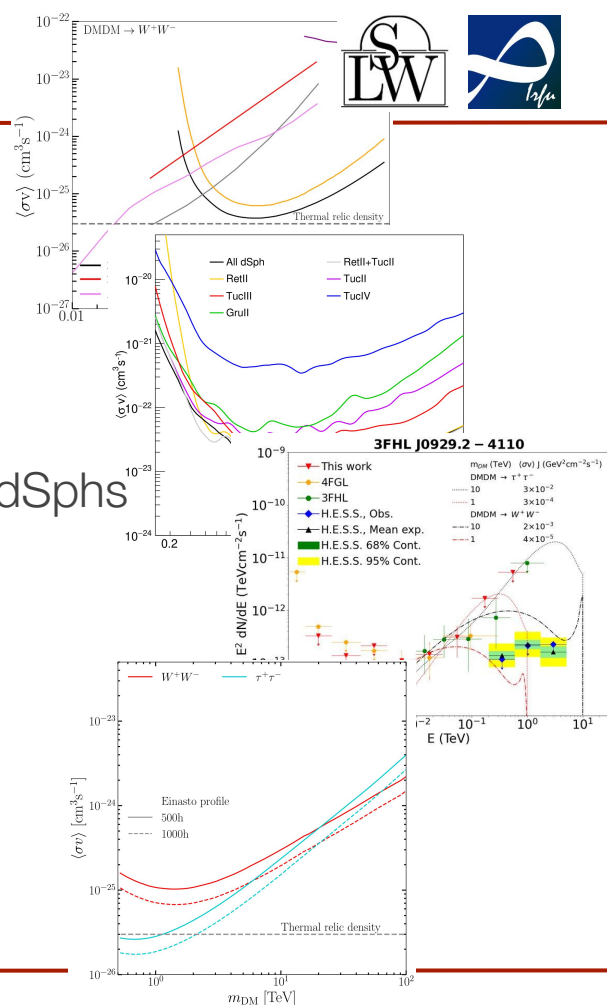 10⁻²²
DMDM → W⁺W⁻
10⁻²³
10⁻²⁴
10⁻²⁵
10⁻²⁶
10⁻²⁷
⟨σv⟩ (cm³s⁻¹)
Thermal relic density
0.01
SLW
Irfu
All dSph
RetII
TucIII
GruII
RetII+TucII
TucII
TucIV
10⁻²⁰
10⁻²¹
10⁻²²
10⁻²³
10⁻²⁴
⟨σ v⟩ (cm³s⁻¹)
0.2
dSphs
3FHL J0929.2 − 4110
10⁻⁹
10⁻¹⁰
10⁻¹¹
10⁻¹²
E² dN/dE (TeVcm⁻²s⁻¹)
This work
4FGL
3FHL
H.E.S.S., Obs.
H.E.S.S., Mean exp.
H.E.S.S. 68% Cont.
H.E.S.S. 95% Cont.
m_DM (TeV) ⟨σv⟩ J (GeV²cm⁻²s⁻¹)
DMDM → τ⁺τ⁻
10 3×10⁻²
1 3×10⁻⁴
DMDM → W⁺W⁻
10 2×10⁻³
1 4×10⁻⁵
10⁻¹ 10⁰ 10¹
E (TeV)
W⁺W⁻ τ⁺τ⁻
10⁻²³
10⁻²⁴
10⁻²⁵
10⁻²⁶
⟨σv⟩ [cm³s⁻¹]
Einasto profile
500h
1000h
Thermal relic density
10⁰ 10¹ 10²
m_DM [TeV]